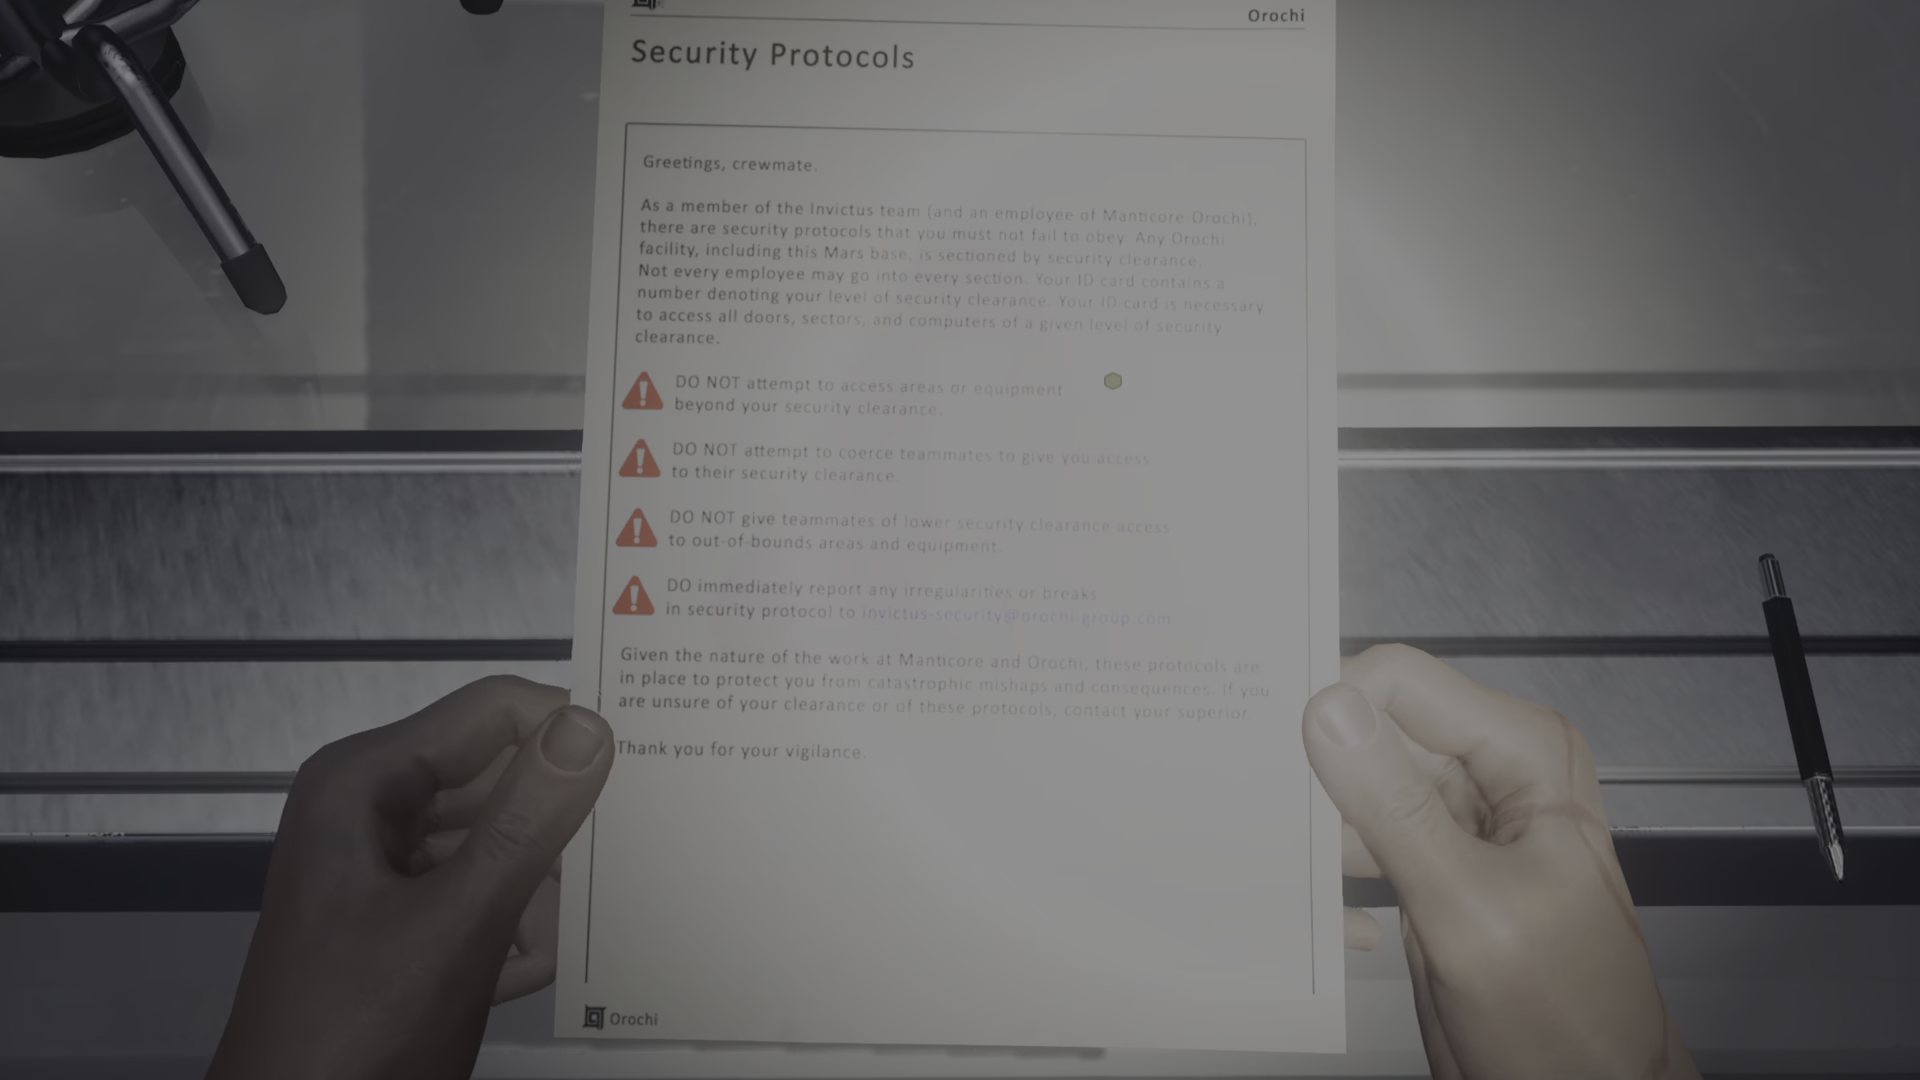 Orochi
Security Protocols
Greetings, crewmate.
As a member of the Invictus team (and an employee of Manticore Orochi),
there are security protocols that you must not fail to obey. Any Orochi
facility, including this Mars base, is sectioned by security clearance.
Not every employee may go into every section. Your ID card contains a
number denoting your level of security clearance. Your ID card is necessary
to access all doors, sectors, and computers of a given level of security
clearance.
DO NOT attempt to access areas or equipment
beyond your security clearance.
DO NOT attempt to coerce teammates to give you access
to their security clearance.
DO NOT give teammates of lower security clearance access
to out-of-bounds areas and equipment.
DO immediately report any irregularities or breaks
in security protocol to invictus-security@orochi-group.com
Given the nature of the work at Manticore and Orochi, these protocols are
in place to protect you from catastrophic mishaps and consequences. If you
are unsure of your clearance or of these protocols, contact your superior
Thank you for your vigilance.
Orochi